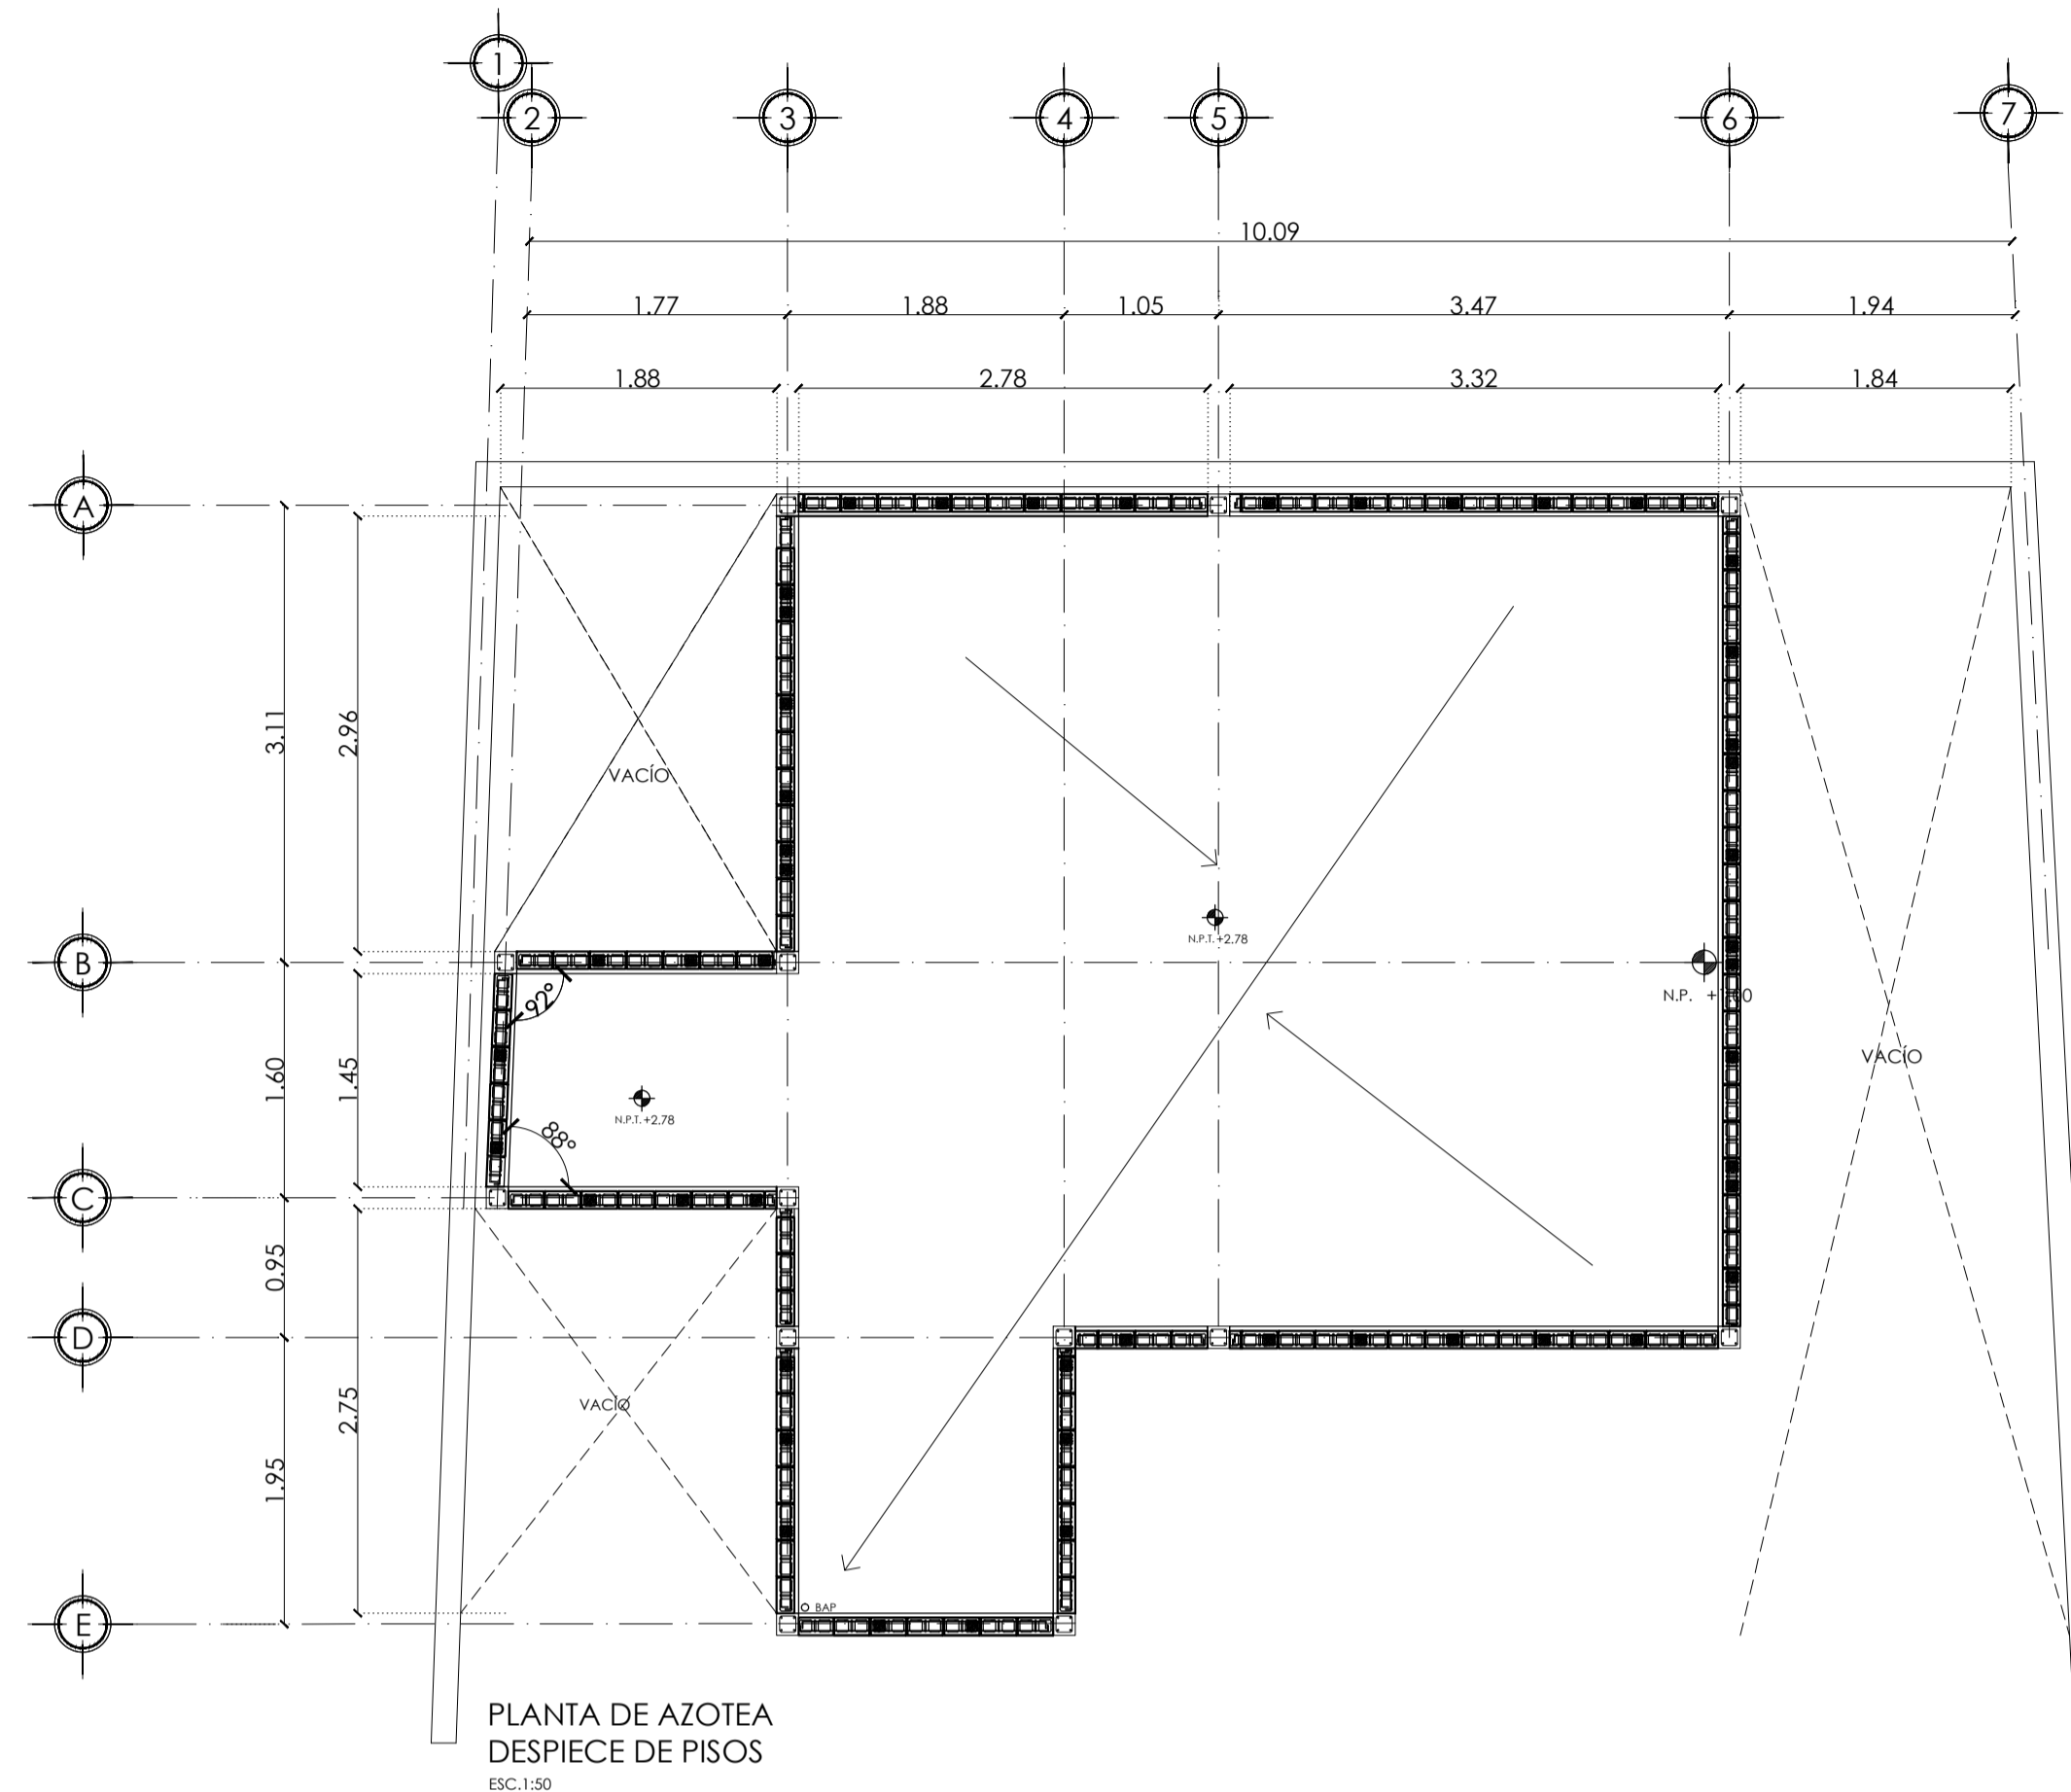 1
2
3
4
5
6
7
10.09
1.77
1.88
1.05
3.47
1.94
1.88
2.78
3.32
1.84
A
3.11
2.96
VACÍO
N.P.T.+2.78
B
92°
N.P. +
VACÍO
1.60
1.45
N.P.T.+2.78
88°
C
0.95
D
2.75
VACÍO
1.95
BAP
E
PLANTA DE AZOTEA
DESPIECE DE PISOS
ESC.1:50